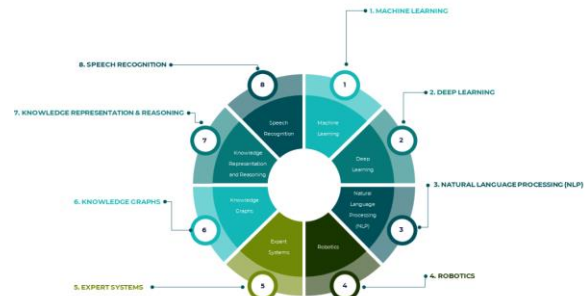 1. MACHINE LEARNING
8. SPEECH RECOGNITION
8
1
2. DEEP LEARNING
7. KNOWLEDGE REPRESENTATION & REASONING
Speech
Recognition
Machine
Learning
7
2
Knowledge
Representation
and Reasoning
Deep
Learning
3. NATURAL LANGUAGE PROCESSING (NLP)
6. KNOWLEDGE GRAPHS
Knowledge
Graphs
Natural
Language
Processing
(NLP)
6
3
Expert
Systems
Robotics
4. ROBOTICS
5. EXPERT SYSTEMS
5
4